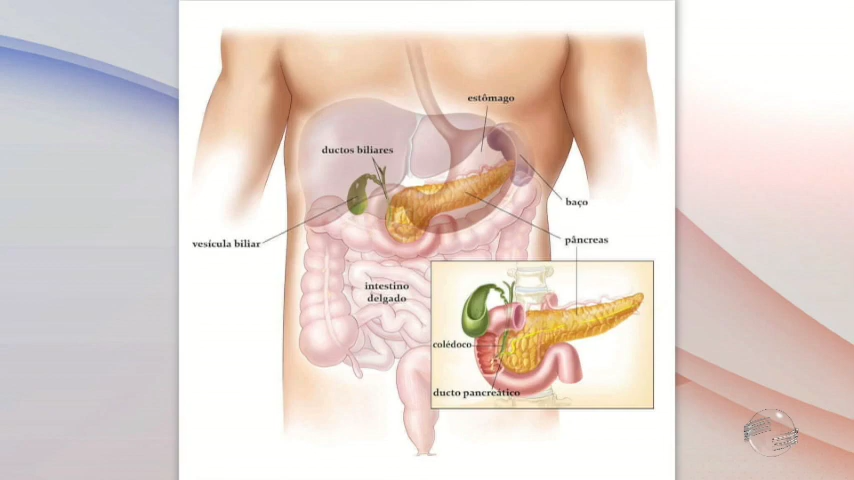 estômago
ductos biliares
baço
vesícula biliar
pâncreas
intestino
delgado
colédoco
ducto pancreático